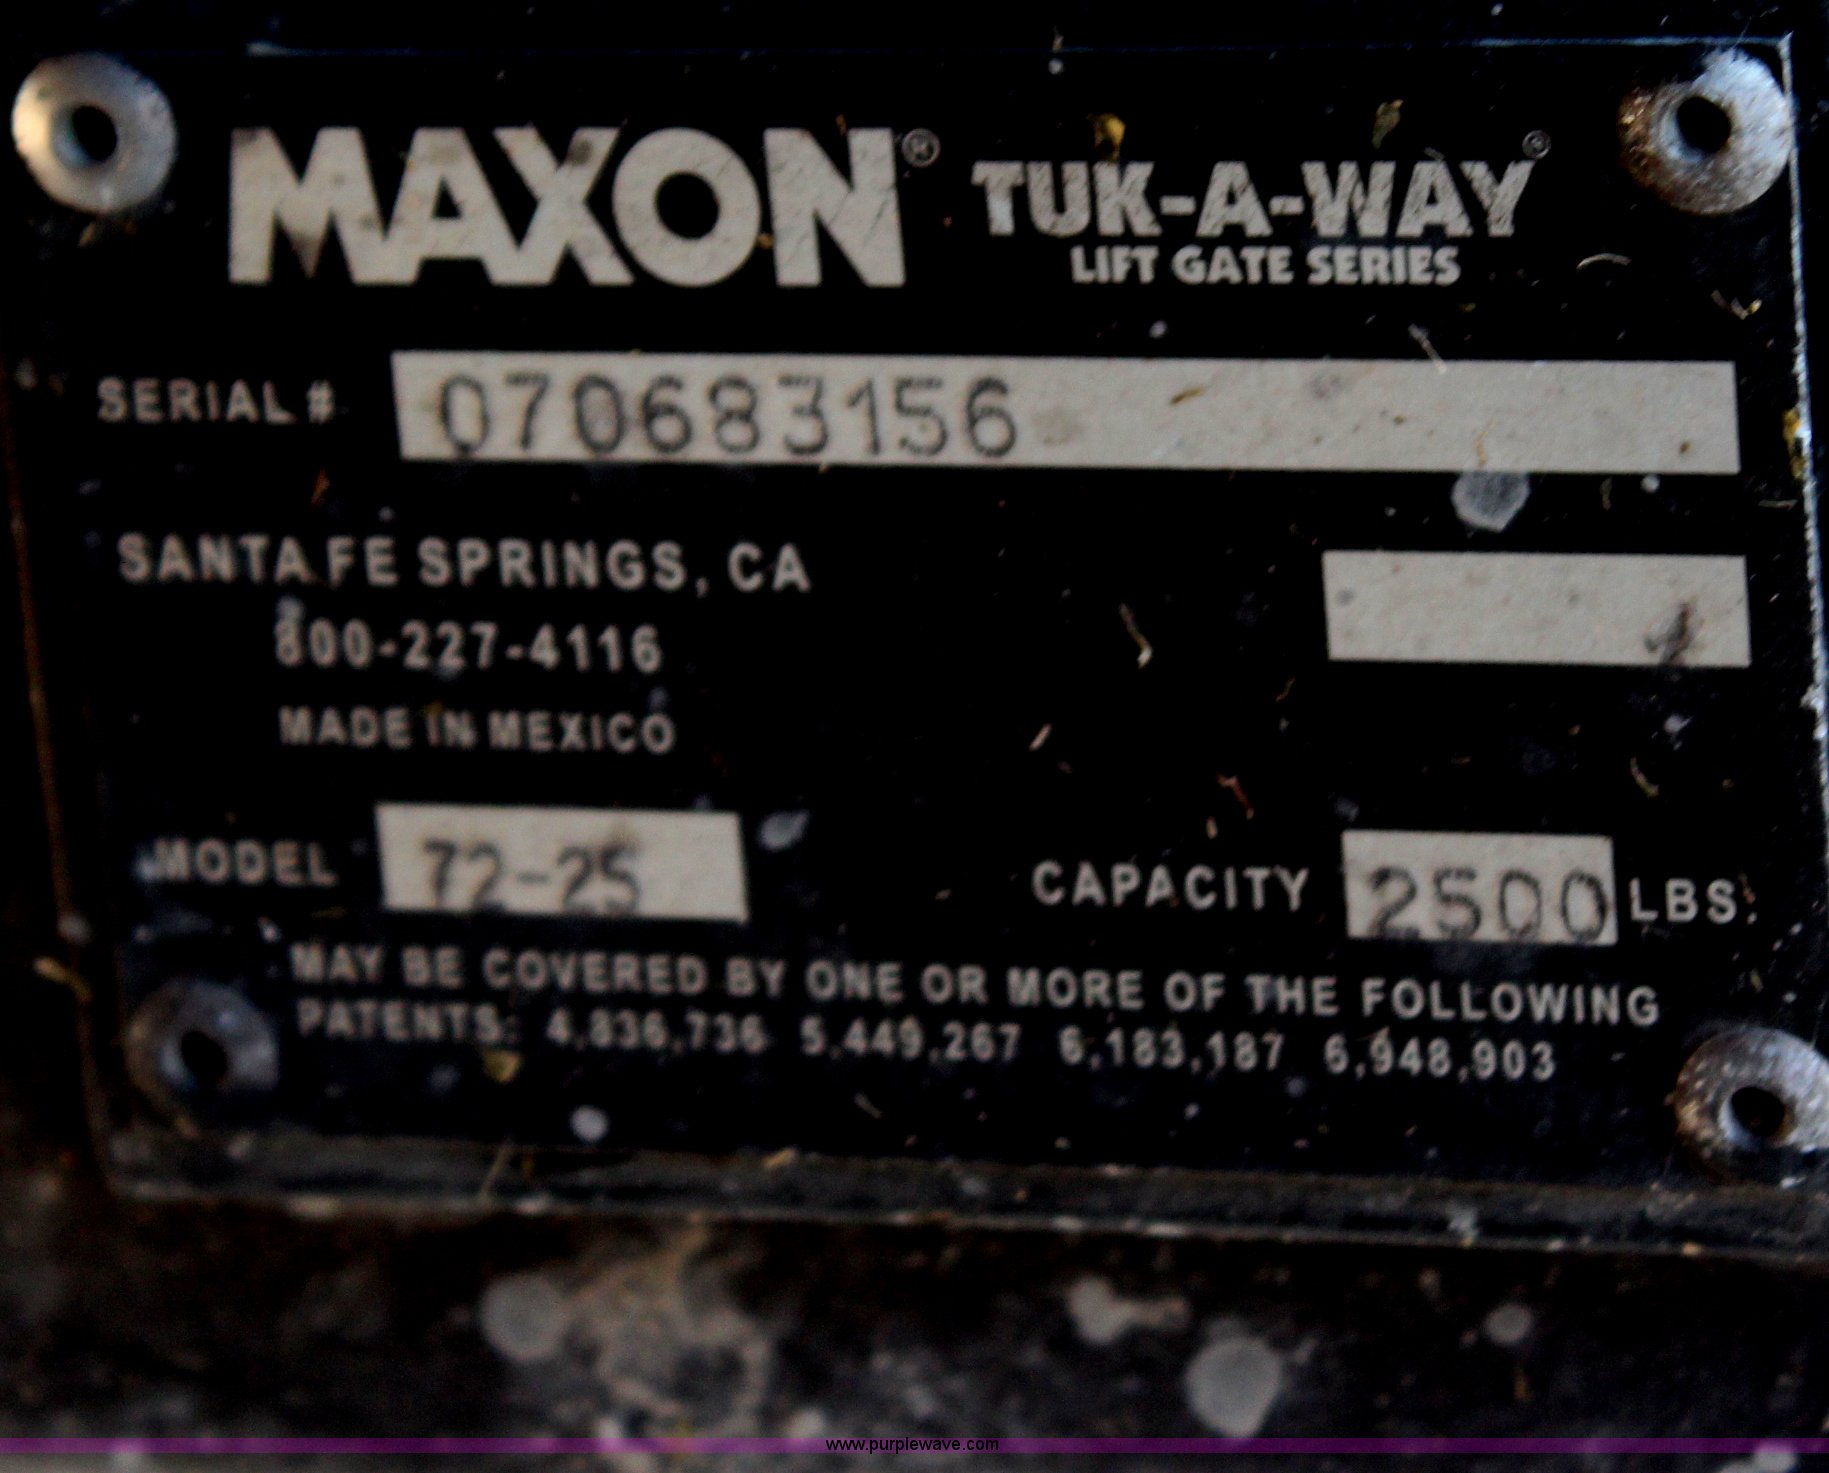 MAXON® TUK-A-WAY®
LIFT GATE SERIES
SERIAL # 070683156
SANTA FE SPRINGS, CA
800-227-4116
MADE IN MEXICO
MODEL 72-25 CAPACITY 2500 LBS.
MAY BE COVERED BY ONE OR MORE OF THE FOLLOWING
PATENTS: 4,836,736 5,449,267 6,183,187 6,948,903
www.purplewave.com